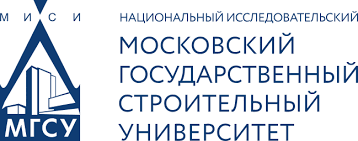 МИСИ
МГСУ
НАЦИОНАЛЬНЫЙ ИССЛЕДОВАТЕЛЬСКИЙ
МОСКОВСКИЙ
ГОСУДАРСТВЕННЫЙ
СТРОИТЕЛЬНЫЙ
УНИВЕРСИТЕТ